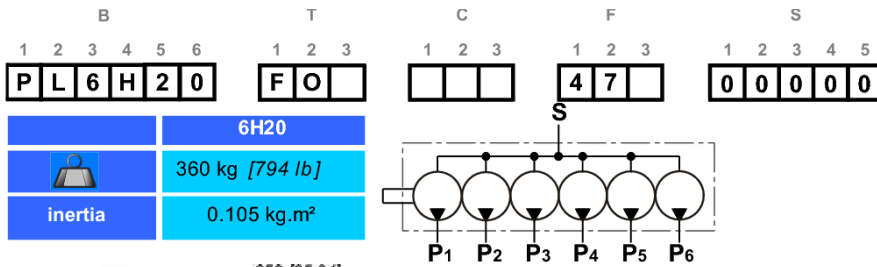 B T C F S
1 2 3 4 5 6 1 2 3 1 2 3 1 2 3 1 2 3 4 5
P L 6 H 2 0 F O 4 7 0 0 0 0 0
S
6H20
360 kg [794 lb]
inertia 0.105 kg.m²
P1 P2 P3 P4 P5 P6